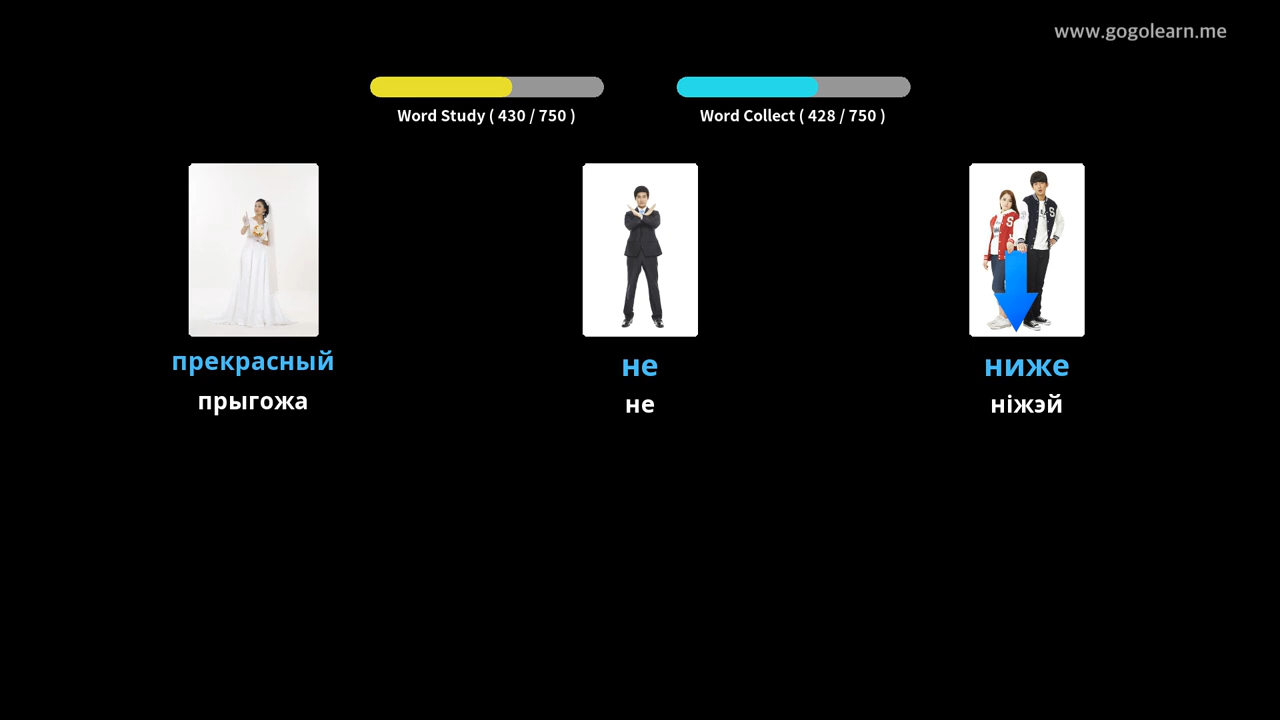 www.gogolearn.me
Word Study ( 430 / 750 )
Word Collect ( 428 / 750 )
прекрасный
не
ниже
прыгожа
не
ніжэй